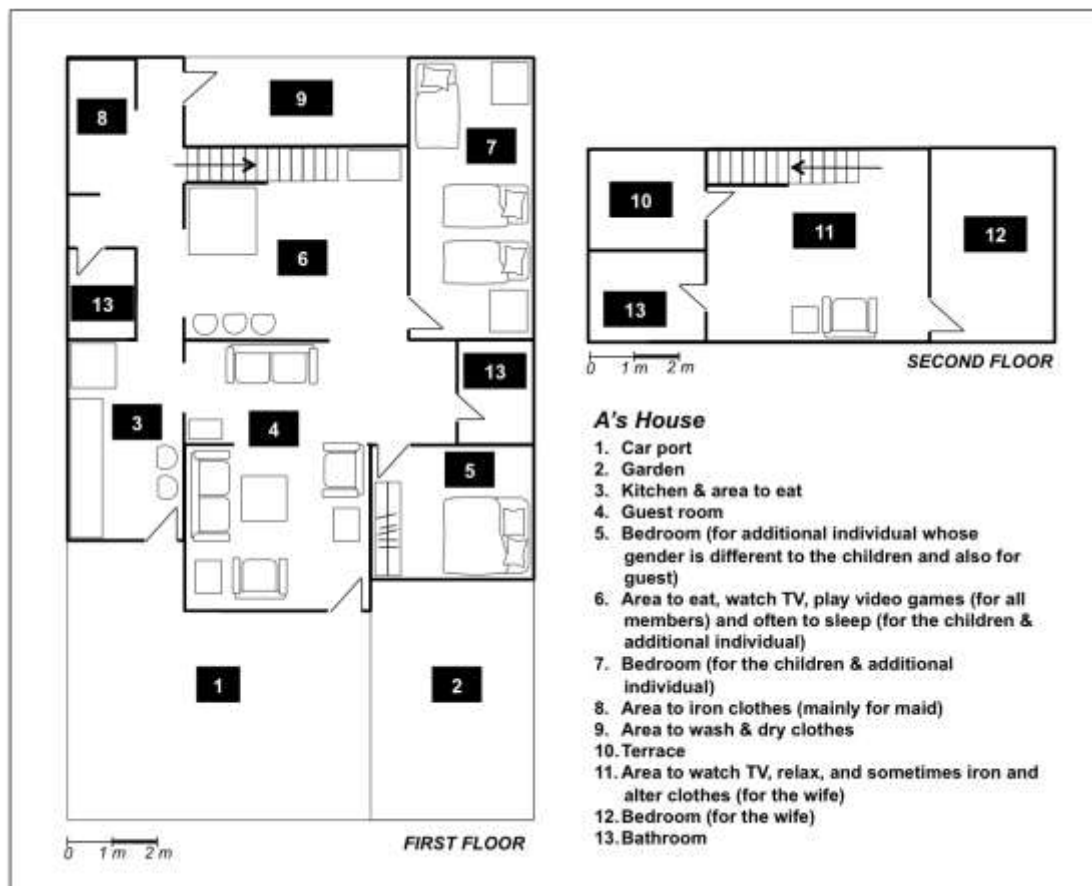 9
8
7
10
11
12
6
13
13
0 1 m 2 m
SECOND FLOOR
13
3
4
5
A's House
1. Car port
2. Garden
3. Kitchen & area to eat
4. Guest room
5. Bedroom (for additional individual whose
gender is different to the children and also for
guest)
6. Area to eat, watch TV, play video games (for all
members) and often to sleep (for the children &
additional individual)
7. Bedroom (for the children & additional
individual)
8. Area to iron clothes (mainly for maid)
9. Area to wash & dry clothes
10. Terrace
11. Area to watch TV, relax, and sometimes iron and
alter clothes (for the wife)
12. Bedroom (for the wife)
13. Bathroom
1
2
0 1 m 2 m
FIRST FLOOR